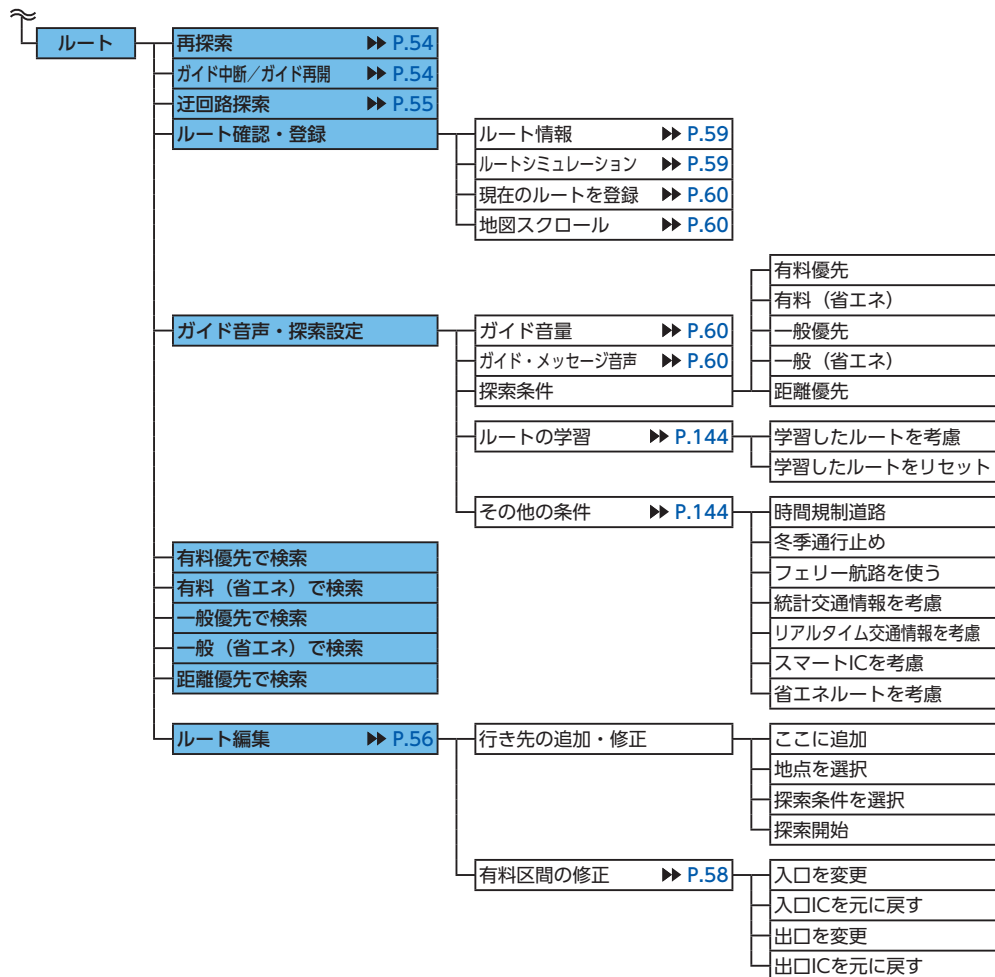 ルート
再探索 ▶▶ P.54
ガイド中断／ガイド再開 ▶▶ P.54
迂回路探索 ▶▶ P.55
ルート確認・登録
ルート情報 ▶▶ P.59
ルートシミュレーション ▶▶ P.59
現在のルートを登録 ▶▶ P.60
地図スクロール ▶▶ P.60
ガイド音声・探索設定
ガイド音量 ▶▶ P.60
ガイド・メッセージ音声 ▶▶ P.60
探索条件
有料優先
有料（省エネ）
一般優先
一般（省エネ）
距離優先
ルートの学習 ▶▶ P.144
学習したルートを考慮
学習したルートをリセット
その他の条件 ▶▶ P.144
時間規制道路
冬季通行止め
フェリー航路を使う
統計交通情報を考慮
リアルタイム交通情報を考慮
スマートICを考慮
省エネルートを考慮
有料優先で検索
有料（省エネ）で検索
一般優先で検索
一般（省エネ）で検索
距離優先で検索
ルート編集 ▶▶ P.56
行き先の追加・修正
ここに追加
地点を選択
探索条件を選択
探索開始
有料区間の修正 ▶▶ P.58
入口を変更
入口ICを元に戻す
出口を変更
出口ICを元に戻す